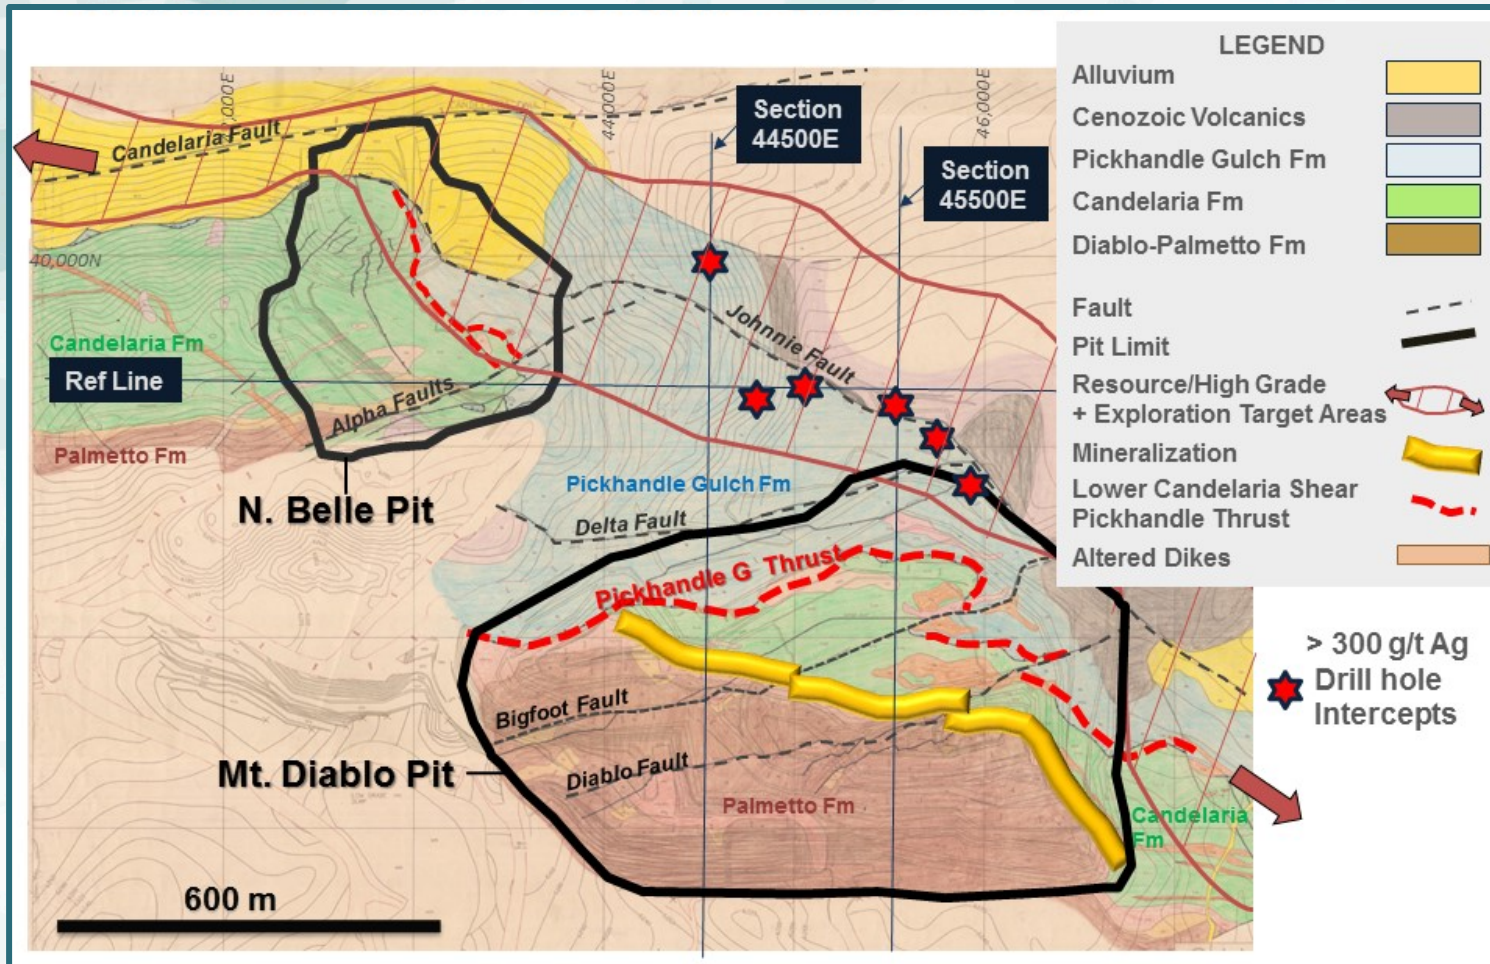 LEGEND
Alluvium
Cenozoic Volcanics
Pickhandle Gulch Fm
Candelaria Fm
Diablo-Palmetto Fm
Fault
Pit Limit
Resource/High Grade
+ Exploration Target Areas
Mineralization
Lower Candelaria Shear
Pickhandle Thrust
Altered Dikes
> 300 g/t Ag
Drill hole
Intercepts
44,000E
46,000E
Section
44500E
Section
45500E
Candelaria Fault
40,000N
Johnnie Fault
Candelaria Fm
Ref Line
Alpha Faults
Palmetto Fm
N. Belle Pit
Pickhandle Gulch Fm
Delta Fault
Pickhandle G Thrust
Bigfoot Fault
Mt. Diablo Pit
Diablo Fault
Palmetto Fm
Candelaria
Fm
600 m